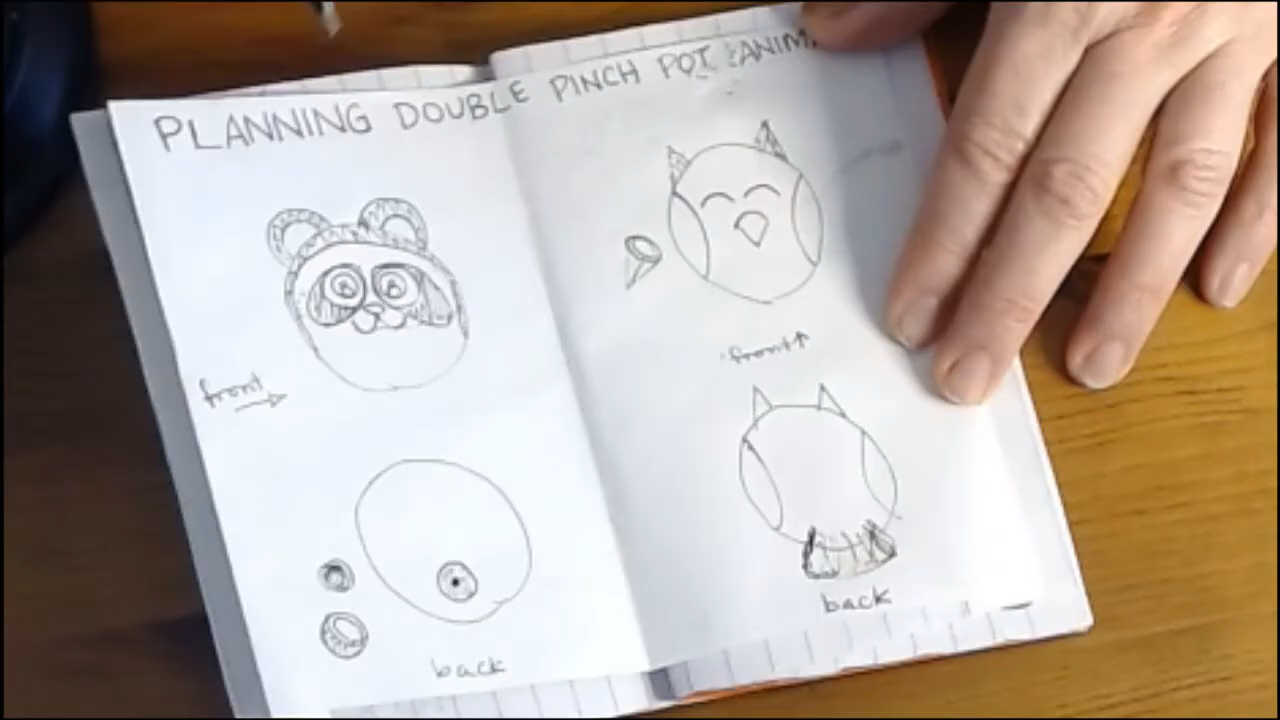 PLANNING DOUBLE PINCH POT
front
back
front
back